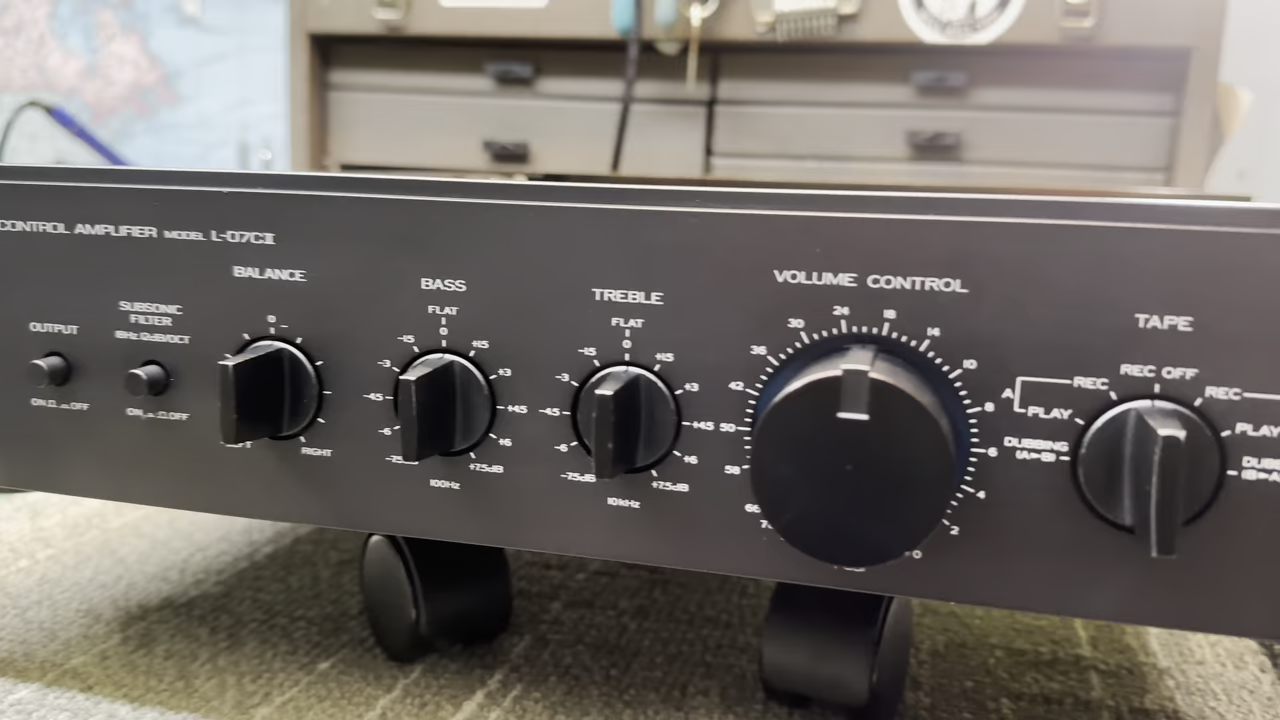 CONTROL AMPLIFIER MODEL L-07CII
BALANCE
0
RIGHT
OUTPUT
ON OFF
SUBSONIC
FILTER
18Hz 12dB/OCT
ON OFF
BASS
FLAT
0
-1.5 +1.5
-3 +3
-4.5 +4.5
-6 +6
-7.5 +7.5dB
100Hz
TREBLE
FLAT
0
-1.5 +1.5
-3 +3
-4.5 +4.5
-6 +6
-7.5dB +7.5dB
10kHz
VOLUME CONTROL
24 18
30 14
36 10
42 8
50 6
58 4
66 2
0
TAPE
REC OFF
REC REC
A PLAY PLAY
DUBBING
(A▸B)